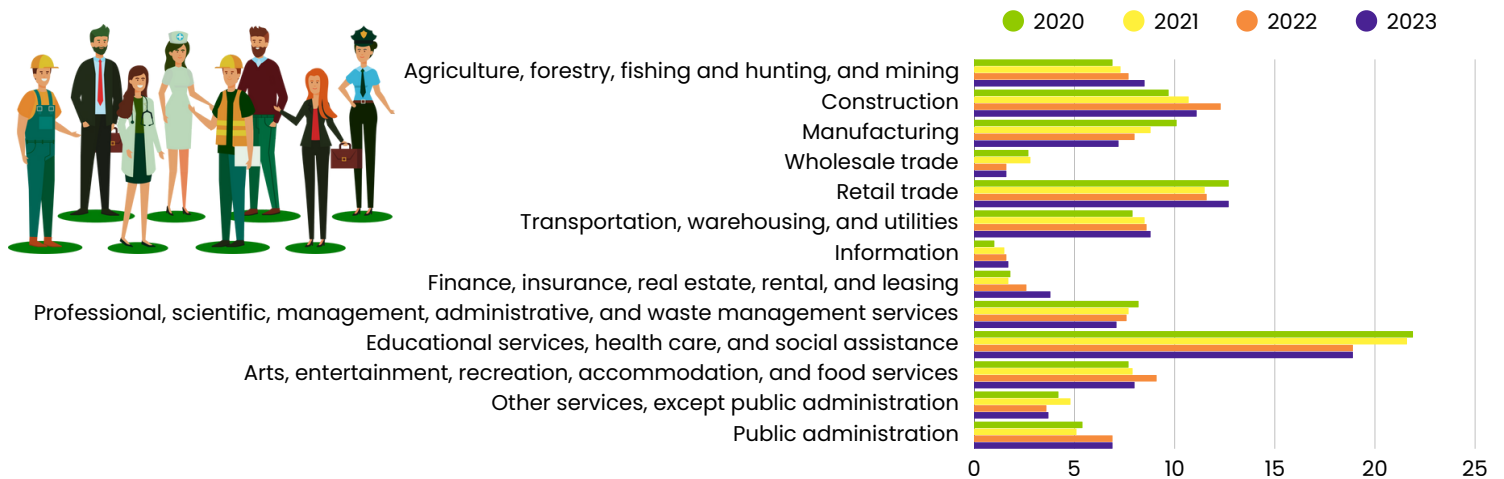 2020 2021 2022 2023
Agriculture, forestry, fishing and hunting, and mining
Construction
Manufacturing
Wholesale trade
Retail trade
Transportation, warehousing, and utilities
Information
Finance, insurance, real estate, rental, and leasing
Professional, scientific, management, administrative, and waste management services
Educational services, health care, and social assistance
Arts, entertainment, recreation, accommodation, and food services
Other services, except public administration
Public administration
0 5 10 15 20 25